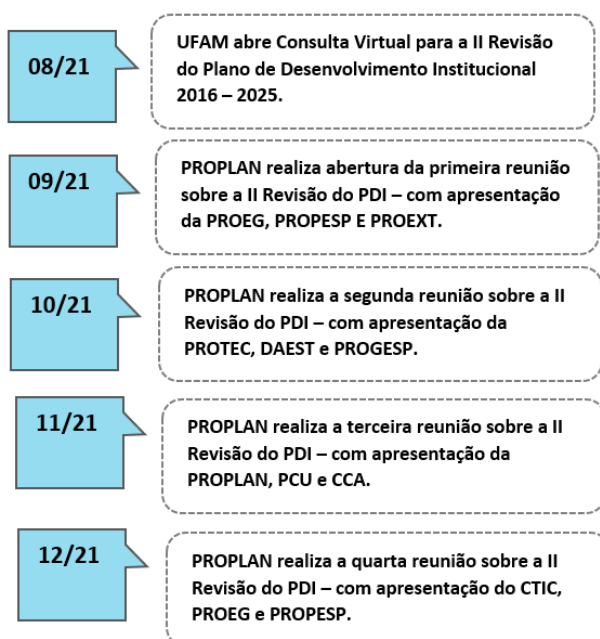 08/21
UFAM abre Consulta Virtual para a II Revisão
do Plano de Desenvolvimento Institucional
2016 – 2025.
09/21
PROPLAN realiza abertura da primeira reunião
sobre a II Revisão do PDI – com apresentação
da PROEG, PROPESP E PROEXT.
10/21
PROPLAN realiza a segunda reunião sobre a II
Revisão do PDI – com apresentação da
PROTEC, DAEST e PROGESP.
11/21
PROPLAN realiza a terceira reunião sobre a II
Revisão do PDI – com apresentação da
PROPLAN, PCU e CCA.
12/21
PROPLAN realiza a quarta reunião sobre a II
Revisão do PDI – com apresentação do CTIC,
PROEG e PROPESP.